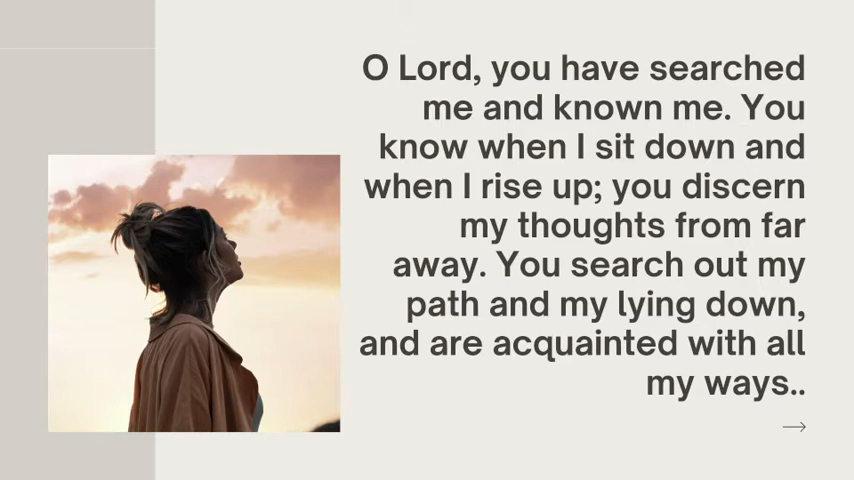 O Lord, you have searched
me and known me. You
know when I sit down and
when I rise up; you discern
my thoughts from far
away. You search out my
path and my lying down,
and are acquainted with all
my ways..